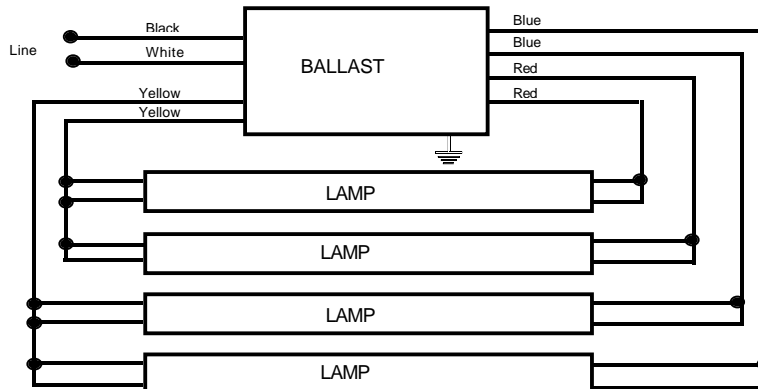 Line
Black
White
Yellow
Yellow
BALLAST
Blue
Blue
Red
Red
LAMP
LAMP
LAMP
LAMP